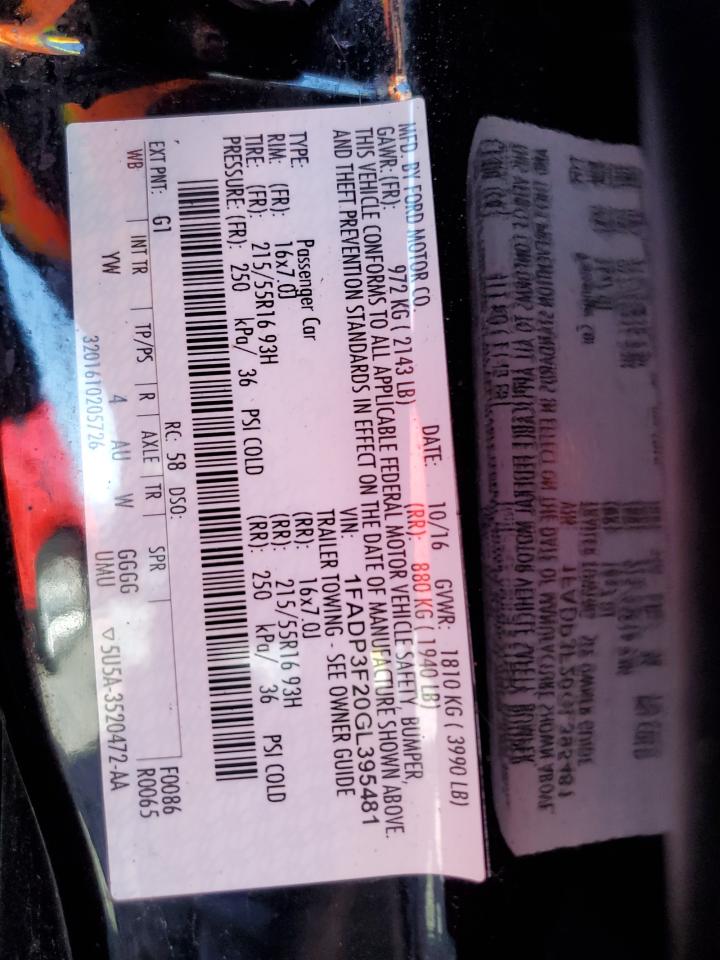 MFD. BY FORD MOTOR CO.
DATE: 10/16 GVWR: 1810 KG ( 3990 LB)
GAWR: (FR): 972 KG ( 2143 LB) (RR): 880 KG ( 1940 LB)
THIS VEHICLE CONFORMS TO ALL APPLICABLE FEDERAL MOTOR VEHICLE SAFETY, BUMPER,
AND THEFT PREVENTION STANDARDS IN EFFECT ON THE DATE OF MANUFACTURE SHOWN ABOVE.
VIN: 1FADP3F20GL395481
TYPE: Passenger Car TRAILER TOWING - SEE OWNER GUIDE
RIM: (FR): 16x7.0J (RR): 16x7.0J
TIRE: (FR): 215/55R16 93H (RR): 215/55R16 93H
PRESSURE: (FR): 250 kPa/ 36 PSI COLD (RR): 250 kPa/ 36 PSI COLD
EXT PNT: G1 RC: 58 DSO: F0086
WB INT TR TP/PS R AXLE TR SPR R0065
YW 4 AU W GGGG
UMU
3201610205726 ▽5U5A-3520472-AA